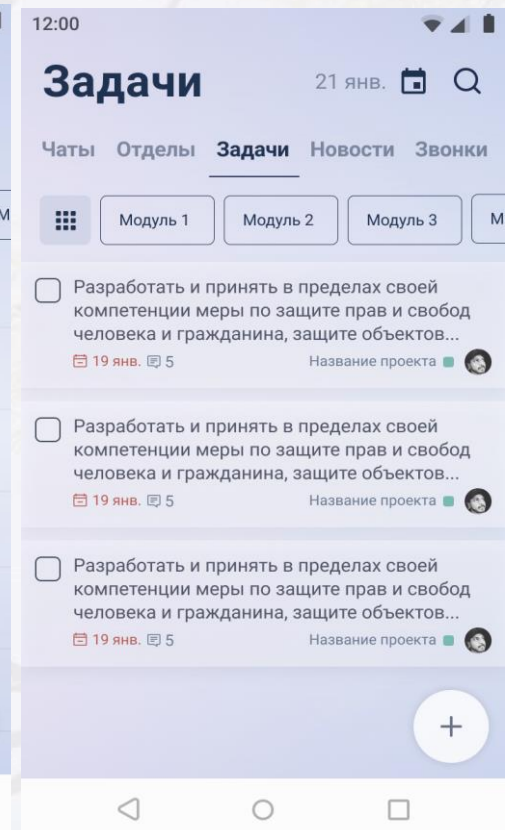 12:00
Задачи 21 янв.
Чаты Отделы Задачи Новости Звонки
М Модуль 1 Модуль 2 Модуль 3 М
Разработать и принять в пределах своей
компетенции меры по защите прав и свобод
человека и гражданина, защите объектов...
19 янв. 5 Название проекта
Разработать и принять в пределах своей
компетенции меры по защите прав и свобод
человека и гражданина, защите объектов...
19 янв. 5 Название проекта
Разработать и принять в пределах своей
компетенции меры по защите прав и свобод
человека и гражданина, защите объектов...
19 янв. 5 Название проекта